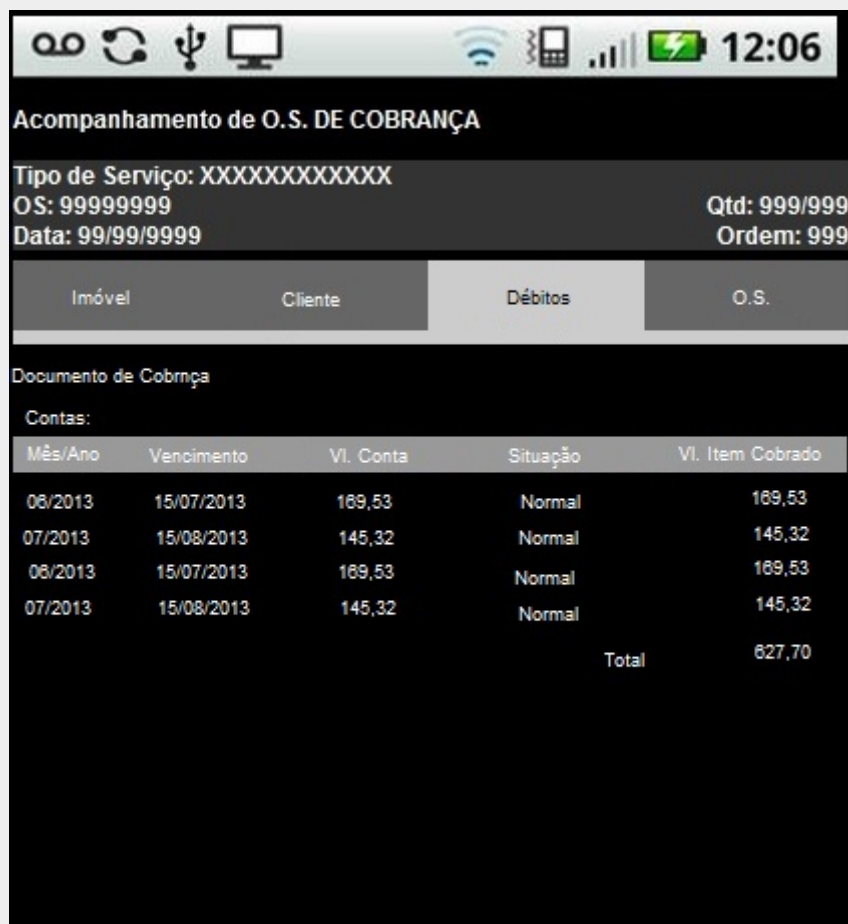 12:06
Acompanhamento de O.S. DE COBRANÇA
Tipo de Serviço: XXXXXXXXXXXX
OS: 99999999 Qtd: 999/999
Data: 99/99/9999 Ordem: 999
Imóvel Cliente Débitos O.S.
Documento de Cobrnça
Contas:
Mês/Ano Vencimento Vl. Conta Situação Vl. Item Cobrado
06/2013 15/07/2013 169,53 Normal 169,53
07/2013 15/08/2013 145,32 Normal 145,32
06/2013 15/07/2013 169,53 Normal 169,53
07/2013 15/08/2013 145,32 Normal 145,32
Total 627,70